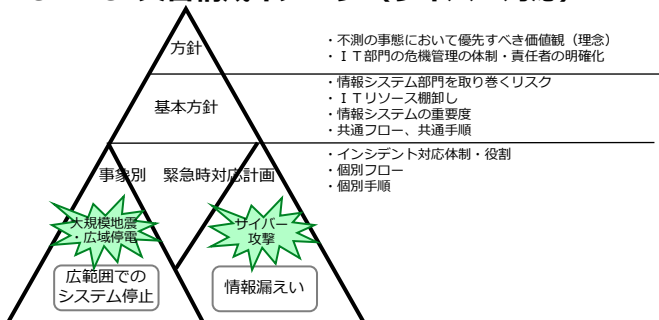 方針
・不測の事態において優先すべき価値観（理念）
・ＩＴ部門の危機管理の体制・責任者の明確化
基本方針
・情報システム部門を取り巻くリスク
・ＩＴリソース棚卸し
・情報システムの重要度
・共通フロー、共通手順
事象別　緊急時対応計画
・インシデント対応体制・役割
・個別フロー
・個別手順
大規模地震
・広域停電
サイバー
攻撃
広範囲での
システム停止
情報漏えい